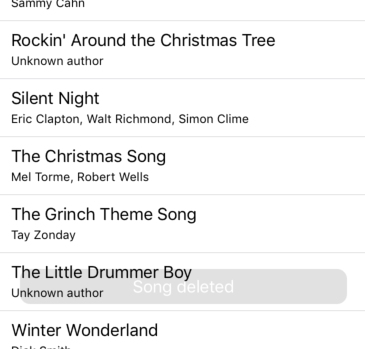 Sammy Cahn
Rockin' Around the Christmas Tree
Unknown author
Silent Night
Eric Clapton, Walt Richmond, Simon Clime
The Christmas Song
Mel Torme, Robert Wells
The Grinch Theme Song
Tay Zonday
The Little Drummer Boy
Song deleted
Unknown author
Winter Wonderland
Dick Smith